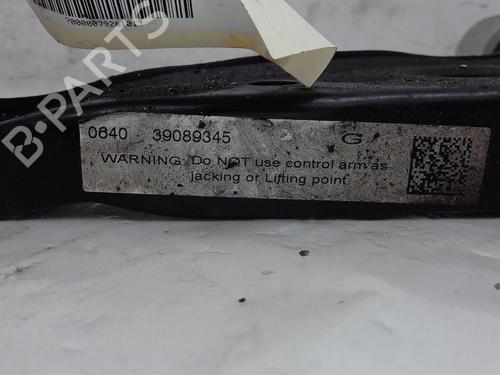 B-PARTS
0640 39089345 G
WARNING: Do NOT use control arm as
jacking or Lifting point